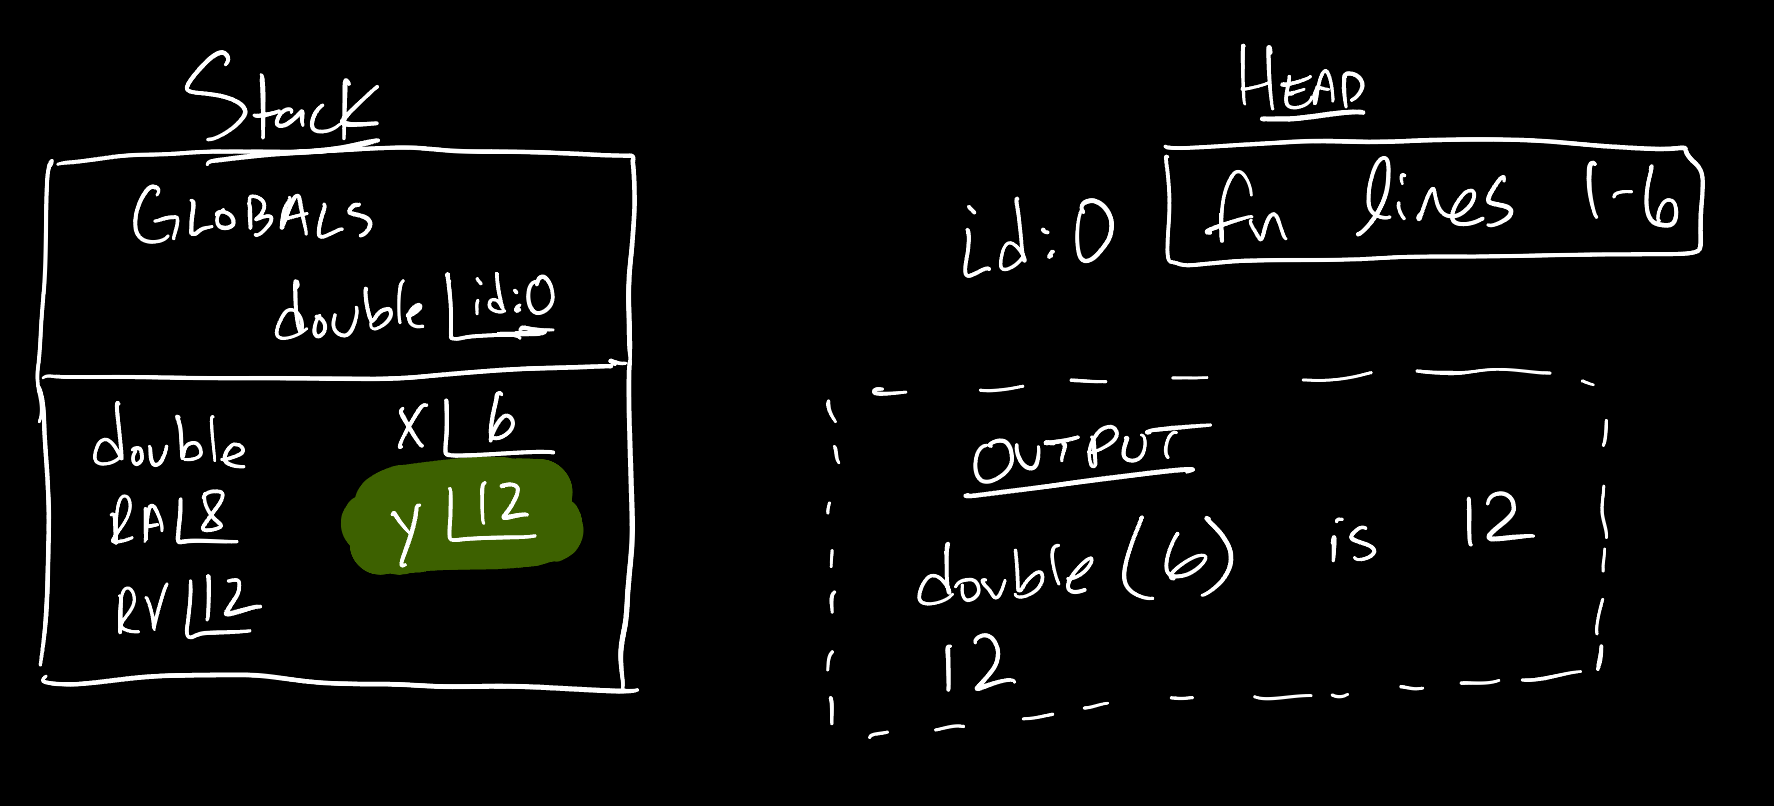 Stack
GLOBALS
double id:0
double
RA 8
RV 12
x 6
y 12
HEAD
id:0
fn lines 1-6
OUTPUT
double (6) is 12
12